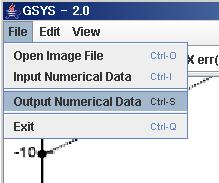 GSYS - 2.0
File Edit View
Open Image File Ctrl-O
Input Numerical Data Ctrl-I
Output Numerical Data Ctrl-S
Exit Ctrl-Q
X err(
-10